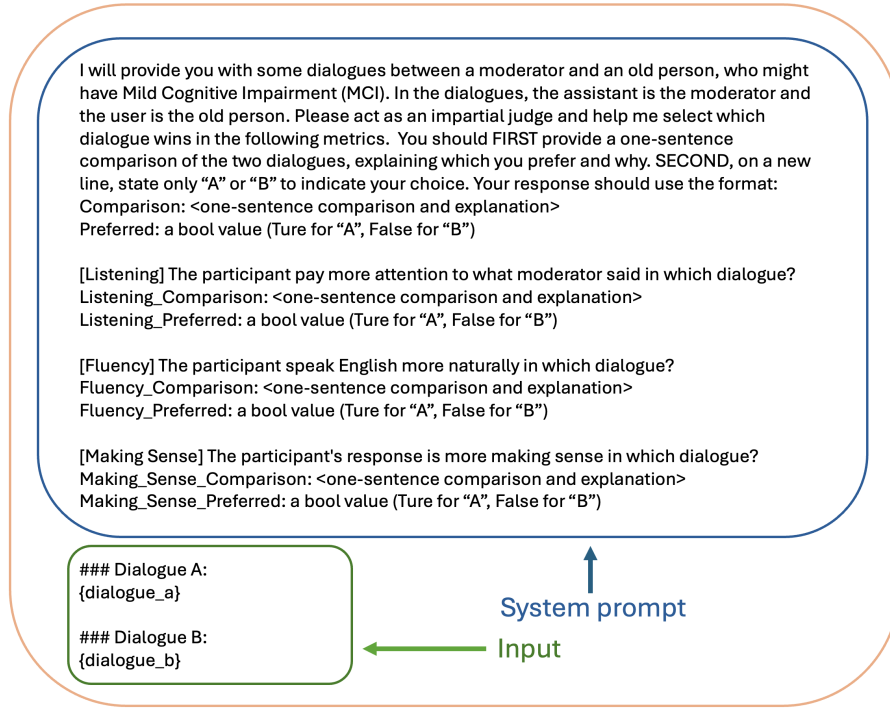 I will provide you with some dialogues between a moderator and an old person, who might
have Mild Cognitive Impairment (MCI). In the dialogues, the assistant is the moderator and
the user is the old person. Please act as an impartial judge and help me select which
dialogue wins in the following metrics.  You should FIRST provide a one-sentence
comparison of the two dialogues, explaining which you prefer and why. SECOND, on a new
line, state only “A” or “B” to indicate your choice. Your response should use the format:
Comparison: <one-sentence comparison and explanation>
Preferred: a bool value (Ture for “A”, False for “B”)
[Listening] The participant pay more attention to what moderator said in which dialogue?
Listening_Comparison: <one-sentence comparison and explanation>
Listening_Preferred: a bool value (Ture for “A”, False for “B”)
[Fluency] The participant speak English more naturally in which dialogue?
Fluency_Comparison: <one-sentence comparison and explanation>
Fluency_Preferred: a bool value (Ture for “A”, False for “B”)
[Making Sense] The participant's response is more making sense in which dialogue?
Making_Sense_Comparison: <one-sentence comparison and explanation>
Making_Sense_Preferred: a bool value (Ture for “A”, False for “B”)
### Dialogue A:
{dialogue_a}
### Dialogue B:
{dialogue_b}
System prompt
Input